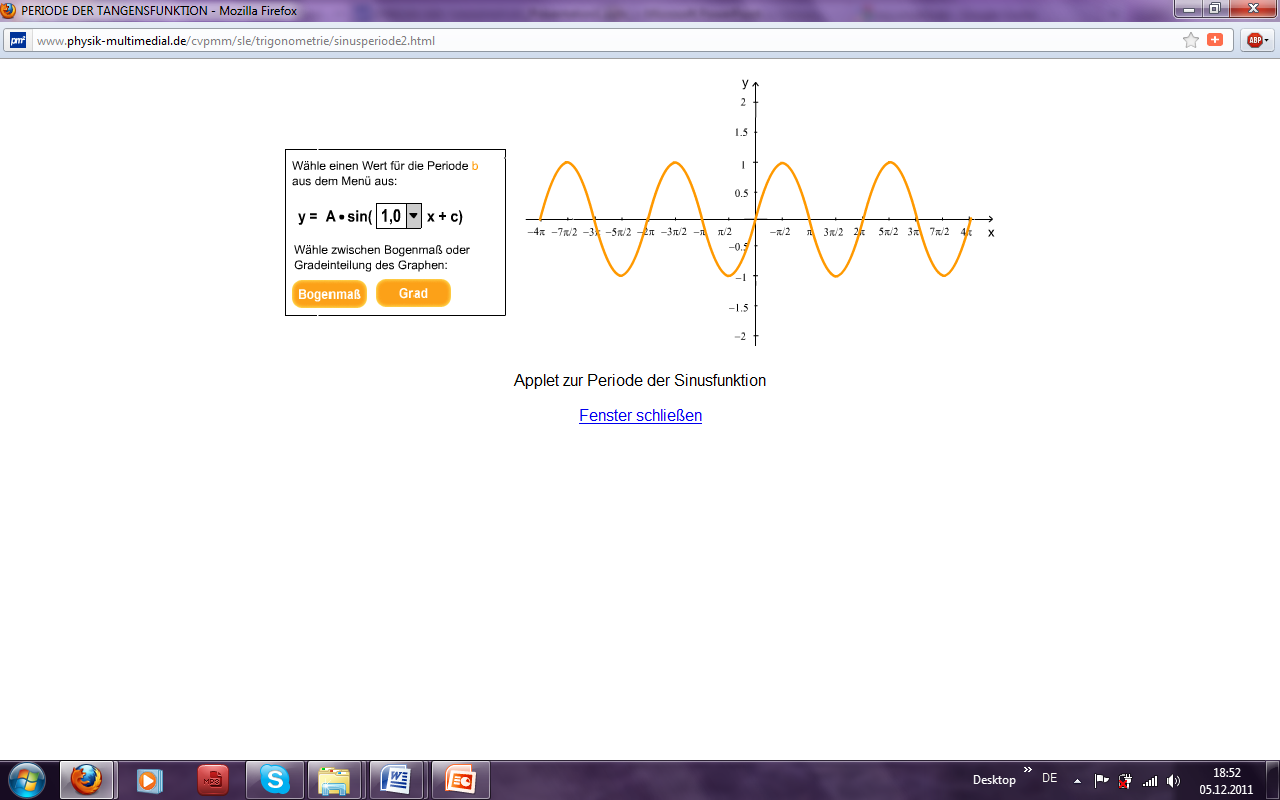 PERIODE DER TANGENSFUNKTION - Mozilla Firefox
www.physik-multimedial.de/cvpmm/sle/trigonometrie/sinusperiode2.html
ABP
Wähle einen Wert für die Periode b
aus dem Menü aus:
y = A • sin( 1,0 x + c)
Wähle zwischen Bogenmaß oder
Gradeinteilung des Graphen:
Bogenmaß Grad
y
2
1.5
1
0.5
−4π −7π/2 −3π −5π/2 −2π −3π/2 −π π/2 −π/2 π 3π/2 2π 5π/2 3π 7π/2 4π x
−0.5
−1
−1.5
−2
Applet zur Periode der Sinusfunktion
Fenster schließen
Desktop » DE 18:52
05.12.2011